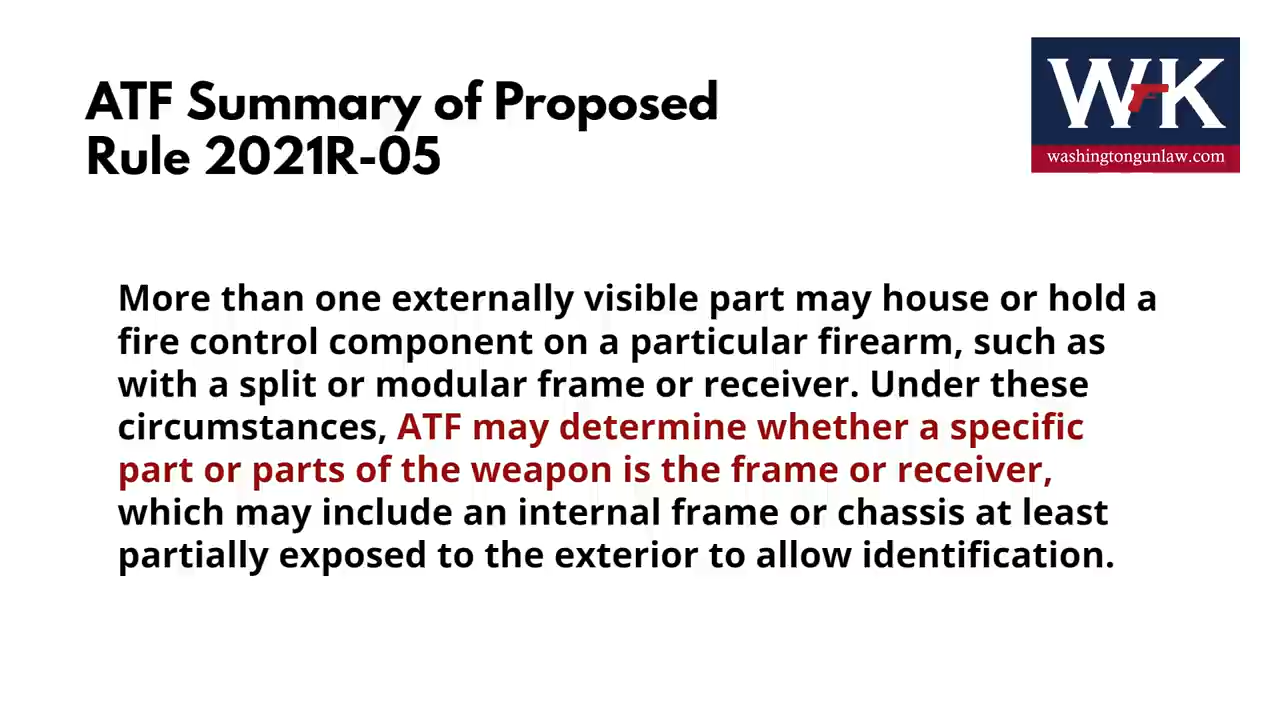 ATF Summary of Proposed
Rule 2021R-05
WK
washingtongunlaw.com
More than one externally visible part may house or hold a
fire control component on a particular firearm, such as
with a split or modular frame or receiver. Under these
circumstances, ATF may determine whether a specific
part or parts of the weapon is the frame or receiver,
which may include an internal frame or chassis at least
partially exposed to the exterior to allow identification.